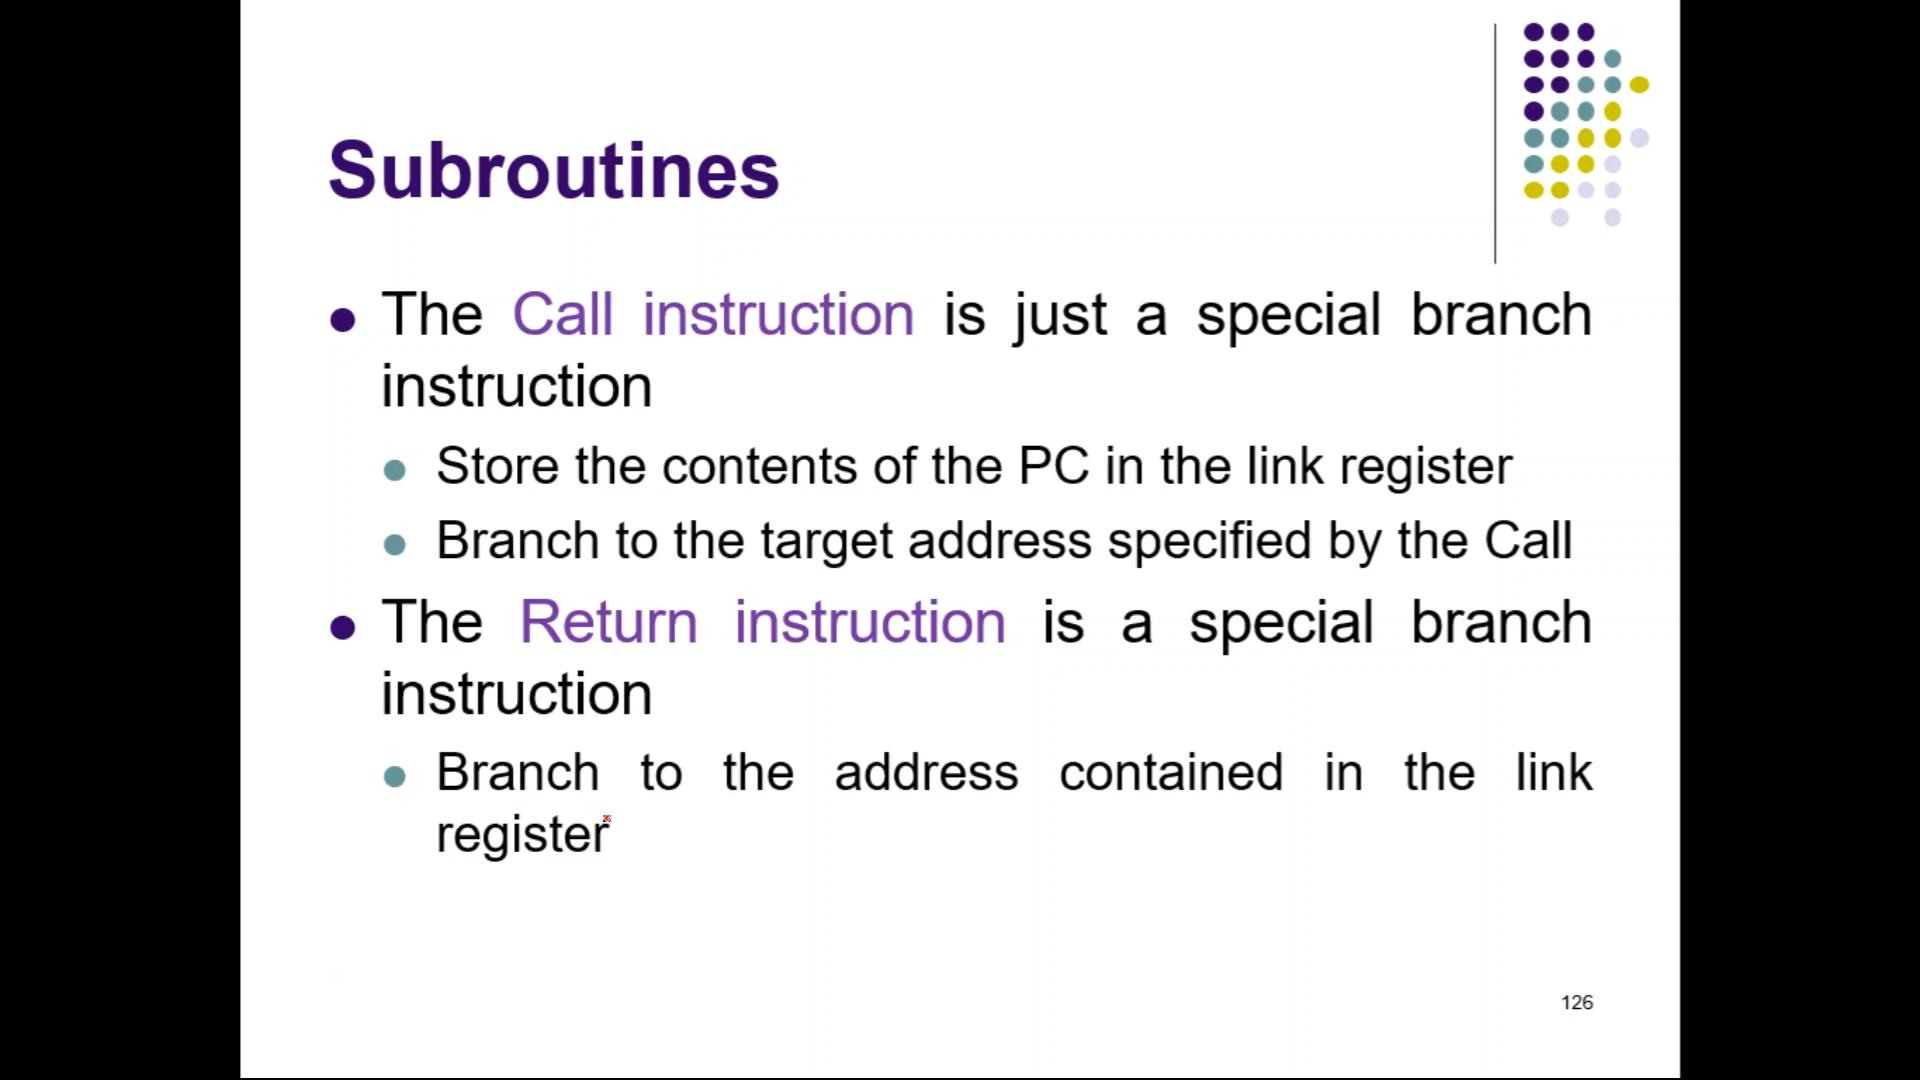 Subroutines
The Call instruction is just a special branch
instruction
Store the contents of the PC in the link register
Branch to the target address specified by the Call
The Return instruction is a special branch
instruction
Branch to the address contained in the link
register
126